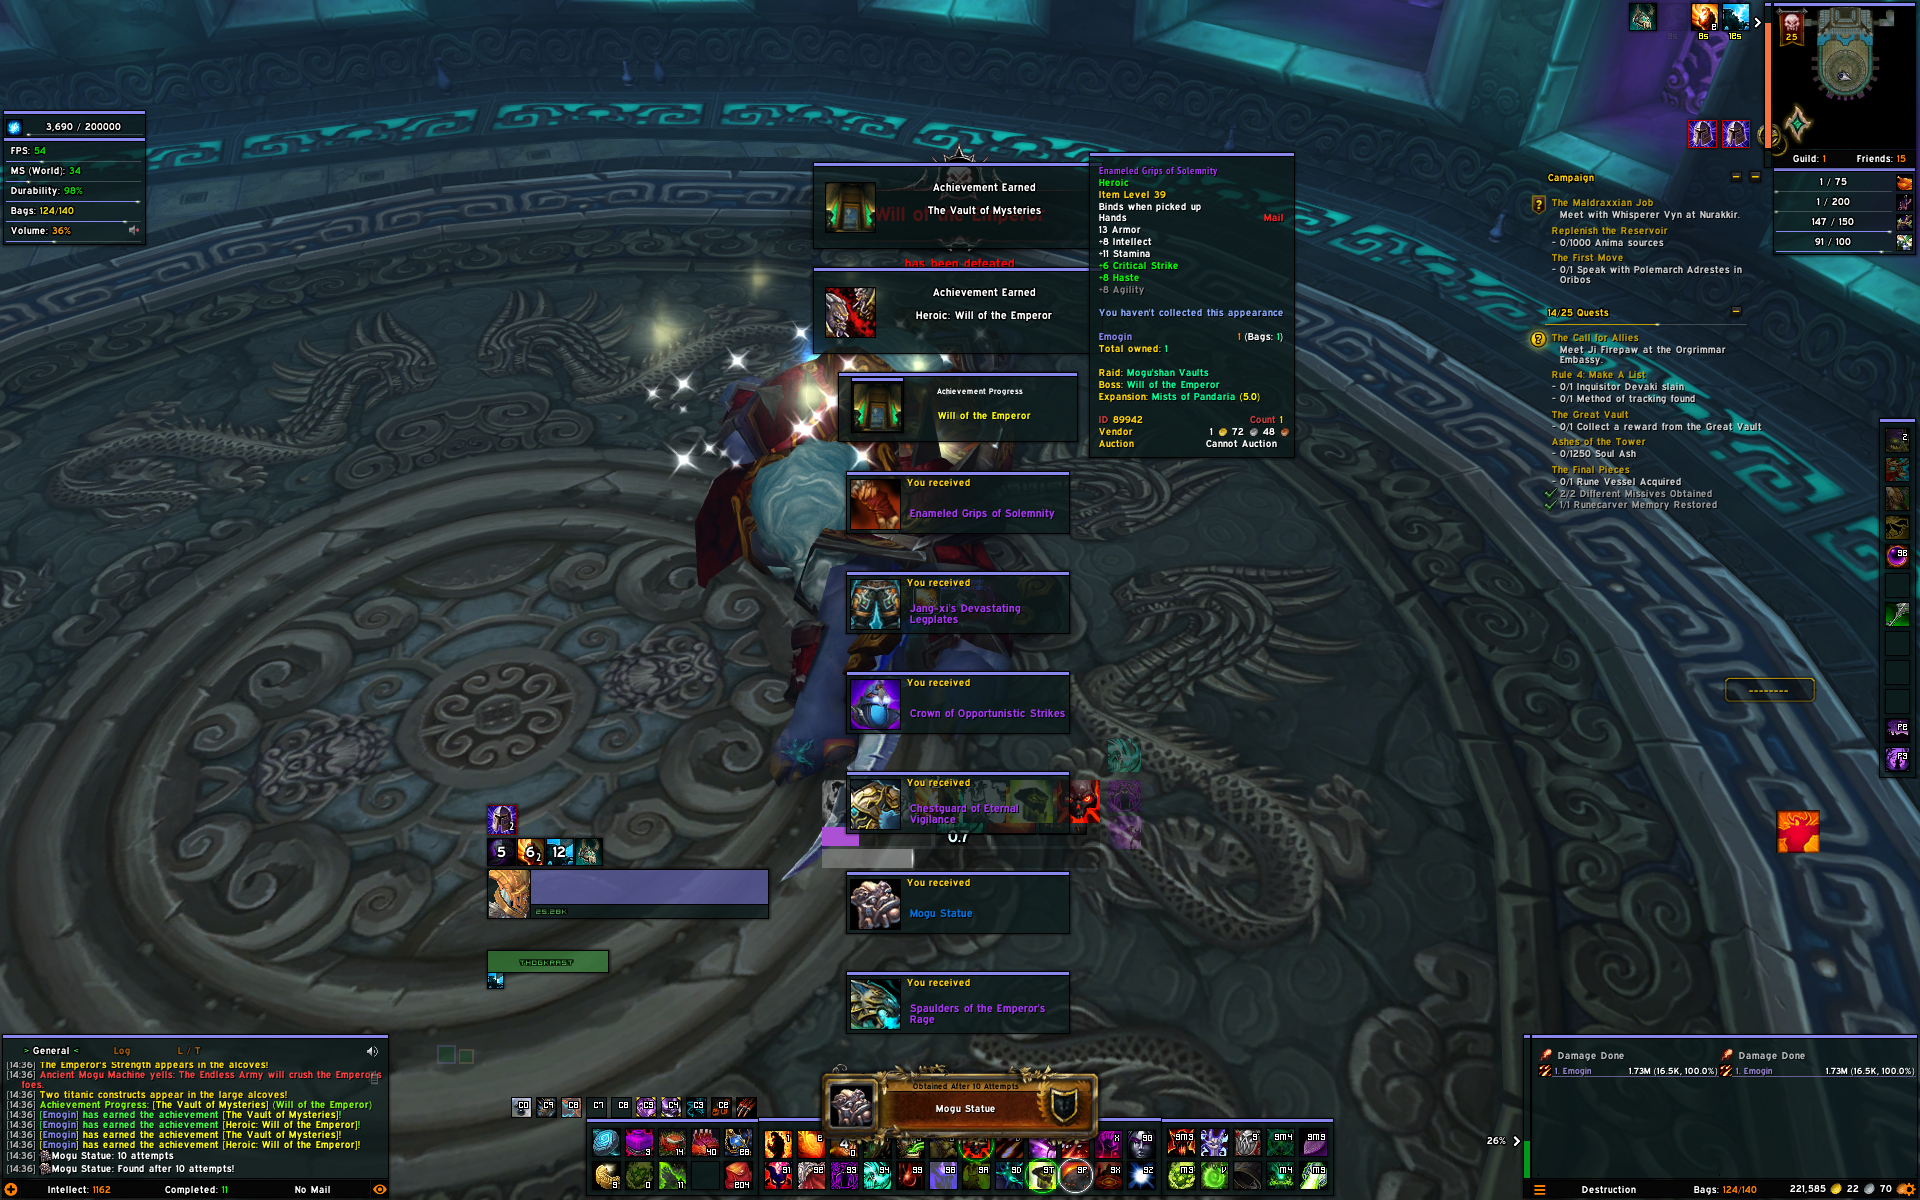 3,690 / 200000
FPS: 54
MS (World): 34
Durability: 98%
Bags: 124/140
Volume: 36%
Achievement Earned
The Vault of Mysteries
Will of the Emperor
has been defeated
Achievement Earned
Heroic: Will of the Emperor
Achievement Progress
Will of the Emperor
Enameled Grips of Solemnity
Heroic
Item Level 39
Binds when picked up
Hands Mail
13 Armor
+8 Intellect
+11 Stamina
+6 Critical Strike
+8 Haste
+8 Agility
You haven't collected this appearance
Emogin 1 (Bags: 1)
Total owned: 1
Raid: Mogu'shan Vaults
Boss: Will of the Emperor
Expansion: Mists of Pandaria (5.0)
ID 89942 Count 1
Vendor 1 72 48
Auction Cannot Auction
You received
Enameled Grips of Solemnity
You received
Jang-xi's Devastating
Legplates
You received
Crown of Opportunistic Strikes
You received
Chestguard of Eternal
Vigilance
0.7
You received
Mogu Statue
You received
Spaulders of the Emperor's
Rage
Obtained After 10 Attempts
Mogu Statue
8s 18s
25
Guild: 1 Friends: 15
1 / 75
1 / 200
147 / 150
91 / 100
Campaign
The Maldraxxian Job
Meet with Whisperer Vyn at Nurakkir.
Replenish the Reservoir
- 0/1000 Anima sources
The First Move
- 0/1 Speak with Polemarch Adrestes in
Oribos
14/25 Quests
The Call for Allies
Meet Ji Firepaw at the Orgrimmar
Embassy.
Rule 4: Make A List
- 0/1 Inquisitor Devaki slain
- 0/1 Method of tracking found
The Great Vault
- 0/1 Collect a reward from the Great Vault
Ashes of the Tower
- 0/1250 Soul Ash
The Final Pieces
- 0/1 Rune Vessel Acquired
2/2 Different Missives Obtained
1/1 Runecarver Memory Restored
--------
2
5 6 2 12
25.28K
THOGKRAST
> General < Log L / T
[14:36] The Emperor's Strength appears in the alcoves!
[14:36] Ancient Mogu Machine yells: The Endless Army will crush the Emperor's
foes.
[14:36] Two titanic constructs appear in the large alcoves!
[14:36] Achievement Progress: [The Vault of Mysteries] (Will of the Emperor)
[14:36] [Emogin] has earned the achievement [The Vault of Mysteries]!
[14:36] [Emogin] has earned the achievement [Heroic: Will of the Emperor]!
[14:36] [Emogin] has earned the achievement [The Vault of Mysteries]!
[14:36] [Emogin] has earned the achievement [Heroic: Will of the Emperor]!
[14:36] Mogu Statue: 10 attempts
[14:36] Mogu Statue: Found after 10 attempts!
Intellect: 1162 Completed: 11 No Mail
26%
Damage Done Damage Done
1. Emogin 1.73M (16.5K, 100.0%) 1. Emogin 1.73M (16.5K, 100.0%)
Destruction Bags: 124/140 221,585 22 70